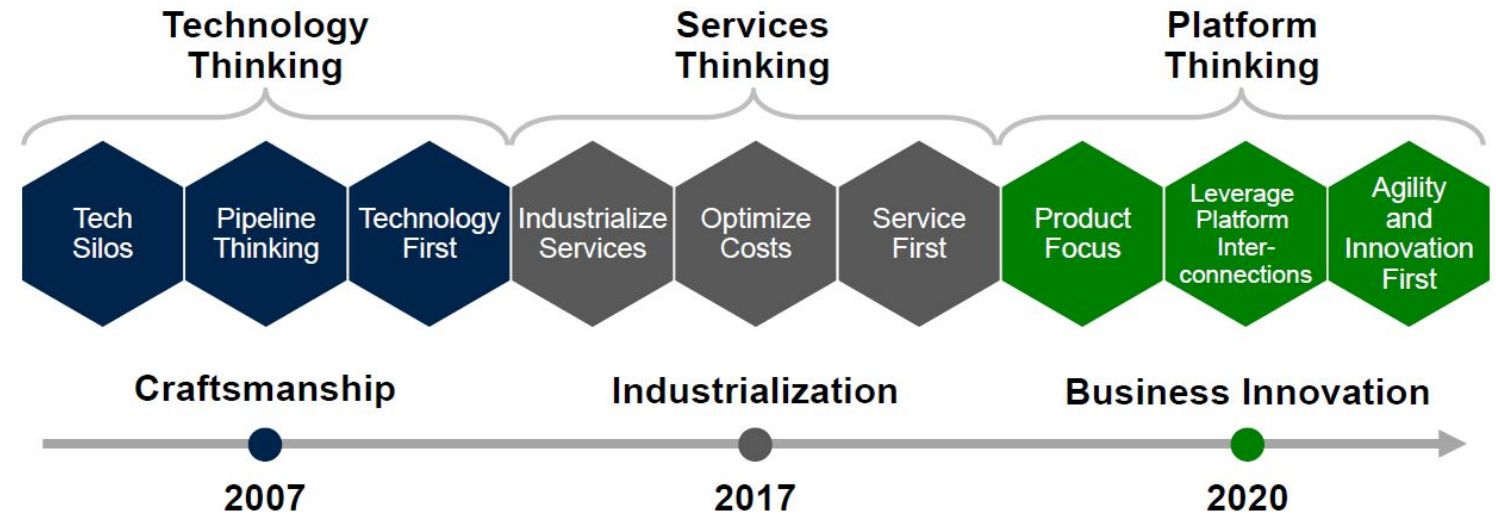 Technology
Thinking
Services
Thinking
Platform
Thinking
Tech
Silos
Pipeline
Thinking
Technology
First
Industrialize
Services
Optimize
Costs
Service
First
Product
Focus
Leverage
Platform
Inter-
connections
Agility
and
Innovation
First
Craftsmanship
Industrialization
Business Innovation
2007
2017
2020